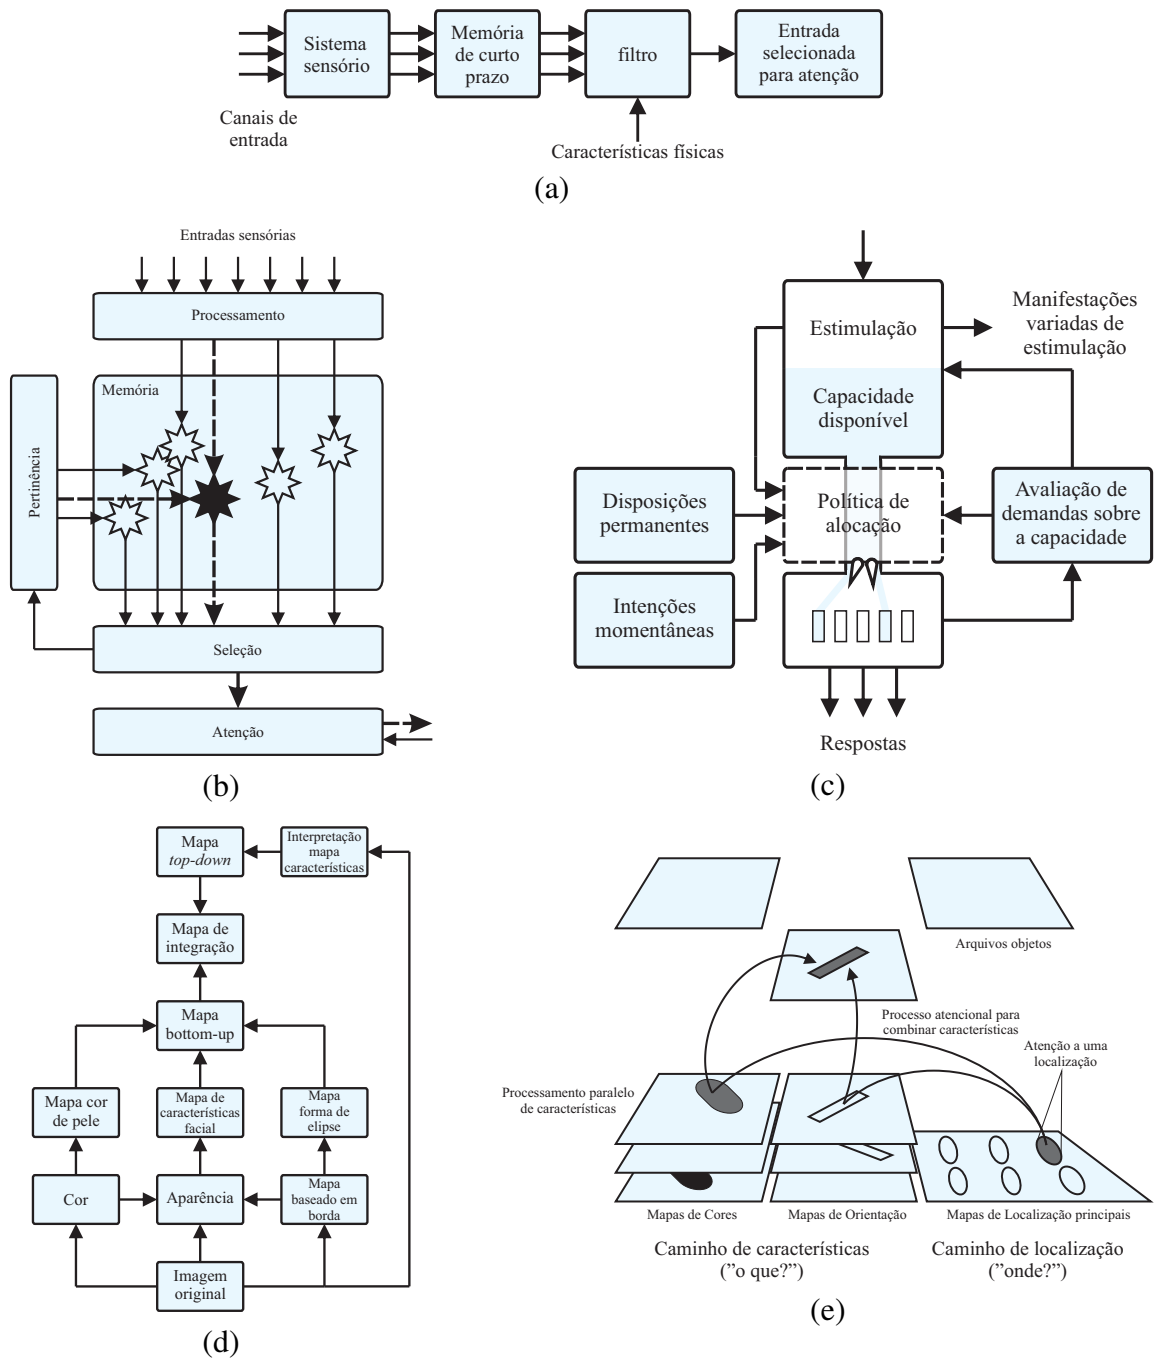 Sistema
sensório
Memória
de curto
prazo
filtro
Entrada
selecionada
para atenção
Canais de
entrada
Características físicas
(a)
Entradas sensórias
Processamento
Memória
Pertinência
Seleção
Atenção
(b)
Estimulação
Manifestações
variadas de
estimulação
Capacidade
disponível
Disposições
permanentes
Política de
alocação
Avaliação de
demandas sobre
a capacidade
Intenções
momentâneas
Respostas
(c)
Mapa
top-down
Interpretação
mapa
características
Mapa de
integração
Mapa
bottom-up
Mapa cor
de pele
Mapa de
características
facial
Mapa
forma de
elipse
Cor
Aparência
Mapa
baseado em
borda
Imagem
original
(d)
Arquivos objetos
Processo atencional para
combinar características
Atenção a uma
localização
Processamento paralelo
de características
Mapas de Cores
Mapas de Orientação
Mapas de Localização principais
Caminho de características
("o que?")
Caminho de localização
("onde?")
(e)